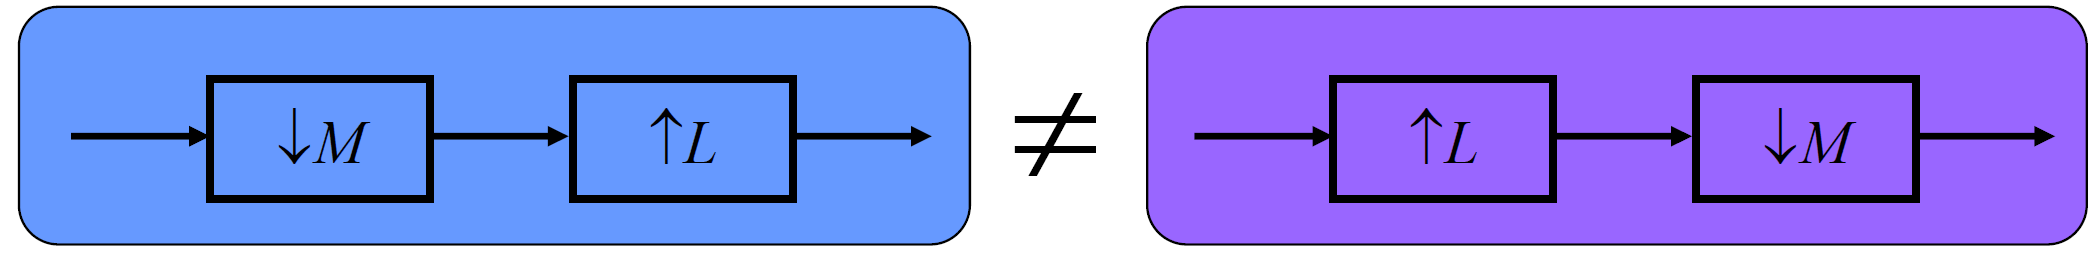 ↓M ↑L ≠ ↑L ↓M